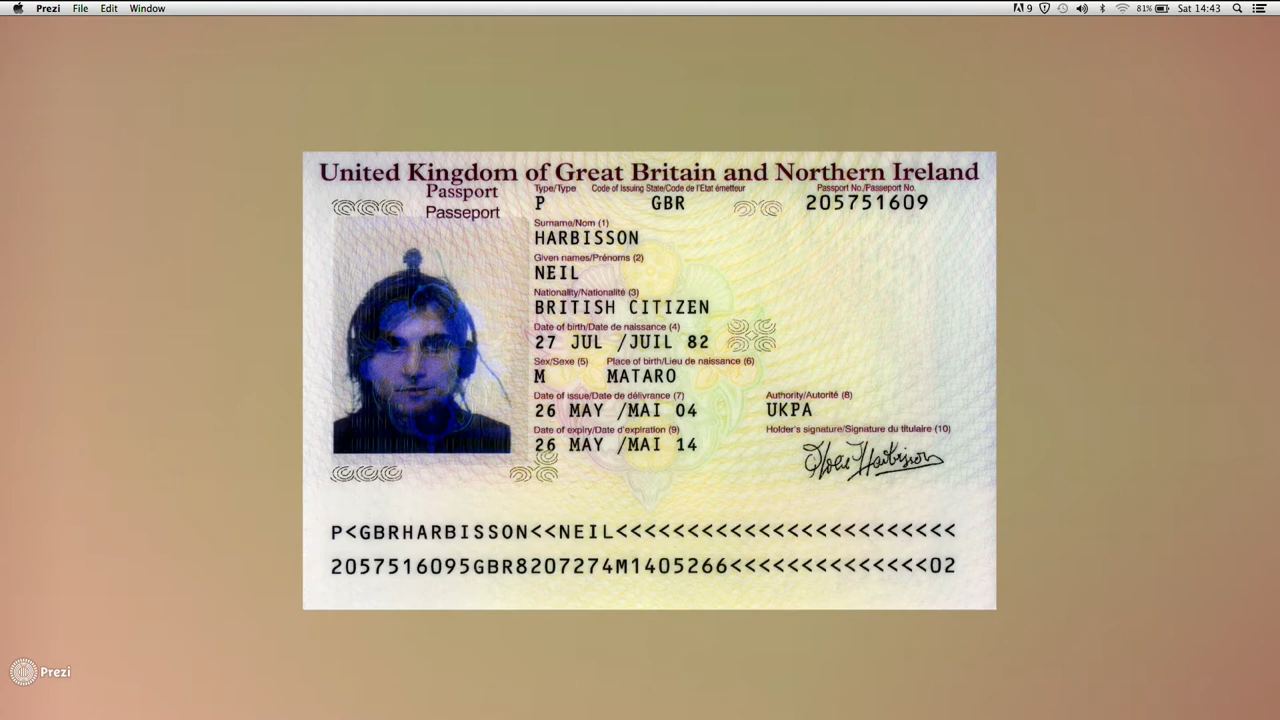 Prezi File Edit Window 9 81% Sat 14:43
United Kingdom of Great Britain and Northern Ireland
Passport
Passeport
Type/Type Code of Issuing State/Code de l'Etat émetteur Passport No./Passeport No.
P GBR 205751609
Surname/Nom (1)
HARBISSON
Given names/Prénoms (2)
NEIL
Nationality/Nationalité (3)
BRITISH CITIZEN
Date of birth/Date de naissance (4)
27 JUL /JUIL 82
Sex/Sexe (5) Place of birth/Lieu de naissance (6)
M MATARO
Date of issue/Date de délivrance (7) Authority/Autorité (8)
26 MAY /MAI 04 UKPA
Date of expiry/Date d'expiration (9) Holder's signature/Signature du titulaire (10)
26 MAY /MAI 14
P<GBRHARBISSON<<NEIL<<<<<<<<<<<<<<<<<<<<<<<<
2057516095GBR8207274M1405266<<<<<<<<<<<<<<02
Prezi